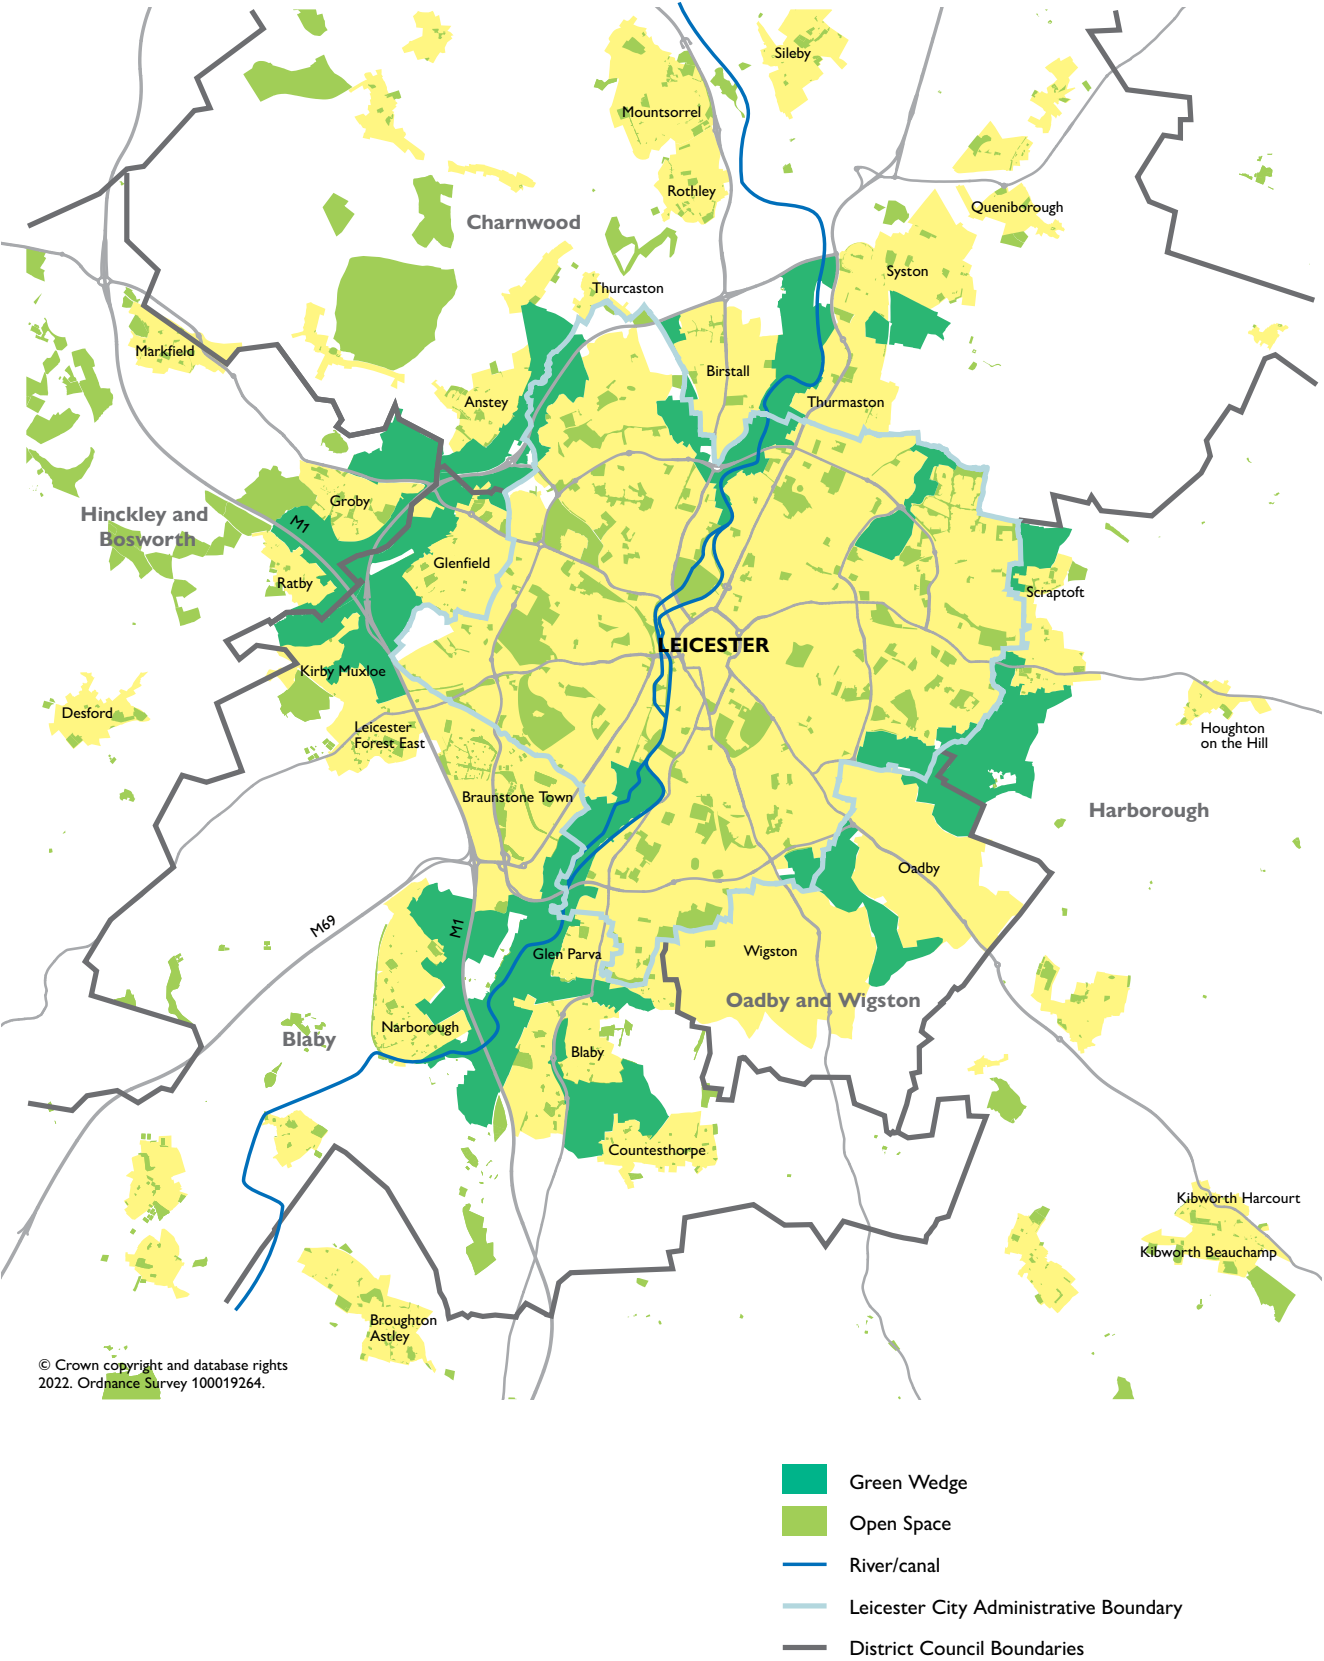 Sileby
Mountsorrel
Rothley
Queniborough
Charnwood
Syston
Thurcaston
Markfield
Birstall
Anstey
Thurmaston
Groby
Hinckley and
Bosworth
M1
Glenfield
Ratby
Scraptoft
LEICESTER
Kirby Muxloe
Desford
Leicester
Forest East
Houghton
on the Hill
Braunstone Town
Harborough
Oadby
M69
M1
Glen Parva
Wigston
Oadby and Wigston
Narborough
Blaby
Blaby
Countesthorpe
Kibworth Harcourt
Kibworth Beauchamp
Broughton
Astley
© Crown copyright and database rights
2022. Ordnance Survey 100019264.
Green Wedge
Open Space
River/canal
Leicester City Administrative Boundary
District Council Boundaries